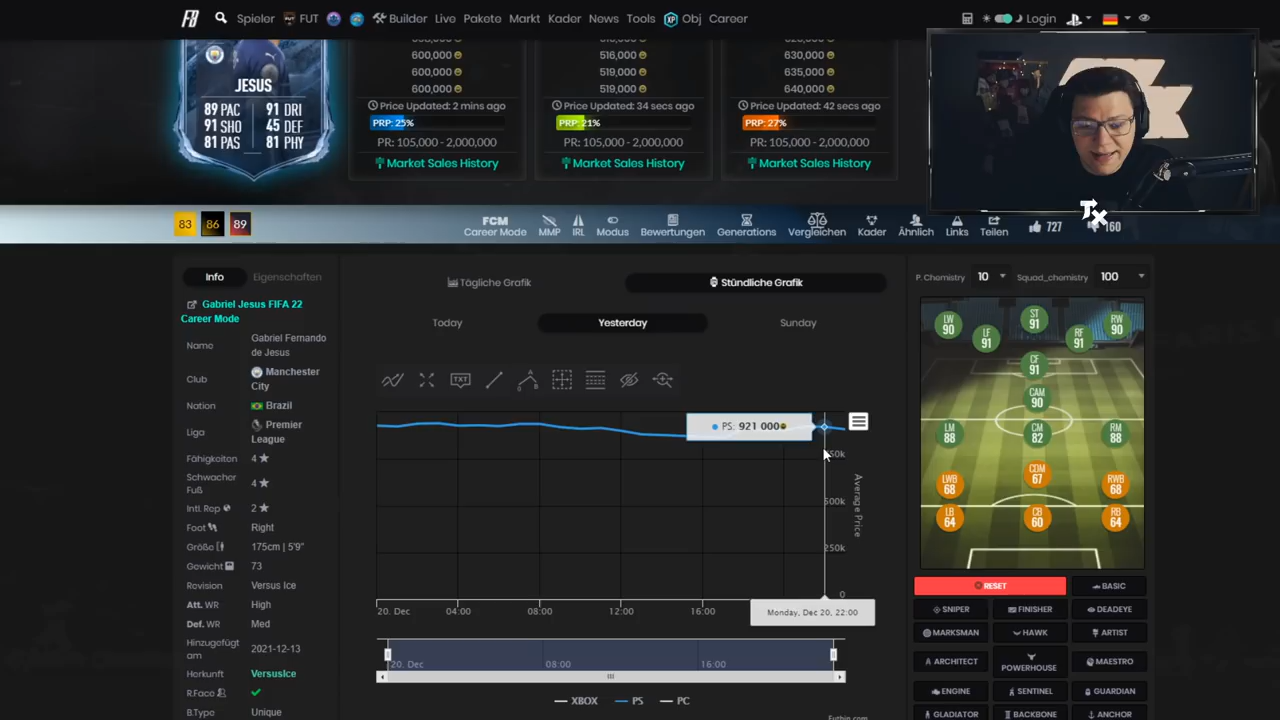 FB Spieler FUT Builder Live Pakete Markt Kader News Tools Obj Career Login
600,000 516,000 630,000
600,000 519,000 635,000
600,000 519,000 640,000
JESUS
89 PAC 91 DRI
91 SHO 45 DEF
81 PAS 81 PHY
Price Updated: 2 mins ago Price Updated: 34 secs ago Price Updated: 42 secs ago
PRP: 25% PRP: 21% PRP: 27%
PR: 105,000 - 2,000,000 PR: 105,000 - 2,000,000 PR: 105,000 - 2,000,000
Market Sales History Market Sales History Market Sales History
TX
83 86 89
FCM
Career Mode MMP IRL Modus Bewertungen Generations Vergleichen Kader Ähnlich Links Teilen 727 160
Info Eigenschaften
Gabriel Jesus FIFA 22
Career Mode
Name Gabriel Fernando
de Jesus
Club Manchester
City
Nation Brazil
Liga Premier
League
Fähigkeiten 4
Schwacher
Fuß 4
Intl. Rep 2
Foot Right
Größe 175cm | 5'9"
Gewicht 73
Revision Versus Ice
Att. WR High
Def. WR Med
Hinzugefügt
am 2021-12-13
Herkunft VersusIce
R.Face
B.Type Unique
Tägliche Grafik Stündliche Grafik
Today Yesterday Sunday
TXT
PS: 921 000
500k
250k
0
Average Price
20. Dec 04:00 08:00 12:00 16:00
Monday, Dec 20, 22:00
20. Dec 08:00 16:00
XBOX PS PC
Futbin.com
P. Chemistry 10 Squad_chemistry 100
LW
90
ST
91
RW
90
LF
91
RF
91
CF
91
CAM
90
LM
88
CM
82
RM
88
LWB
68
CDM
67
RWB
68
LB
64
CB
60
RB
64
RESET BASIC
SNIPER FINISHER DEADEYE
MARKSMAN HAWK ARTIST
ARCHITECT POWERHOUSE MAESTRO
ENGINE SENTINEL GUARDIAN
GLADIATOR BACKBONE ANCHOR